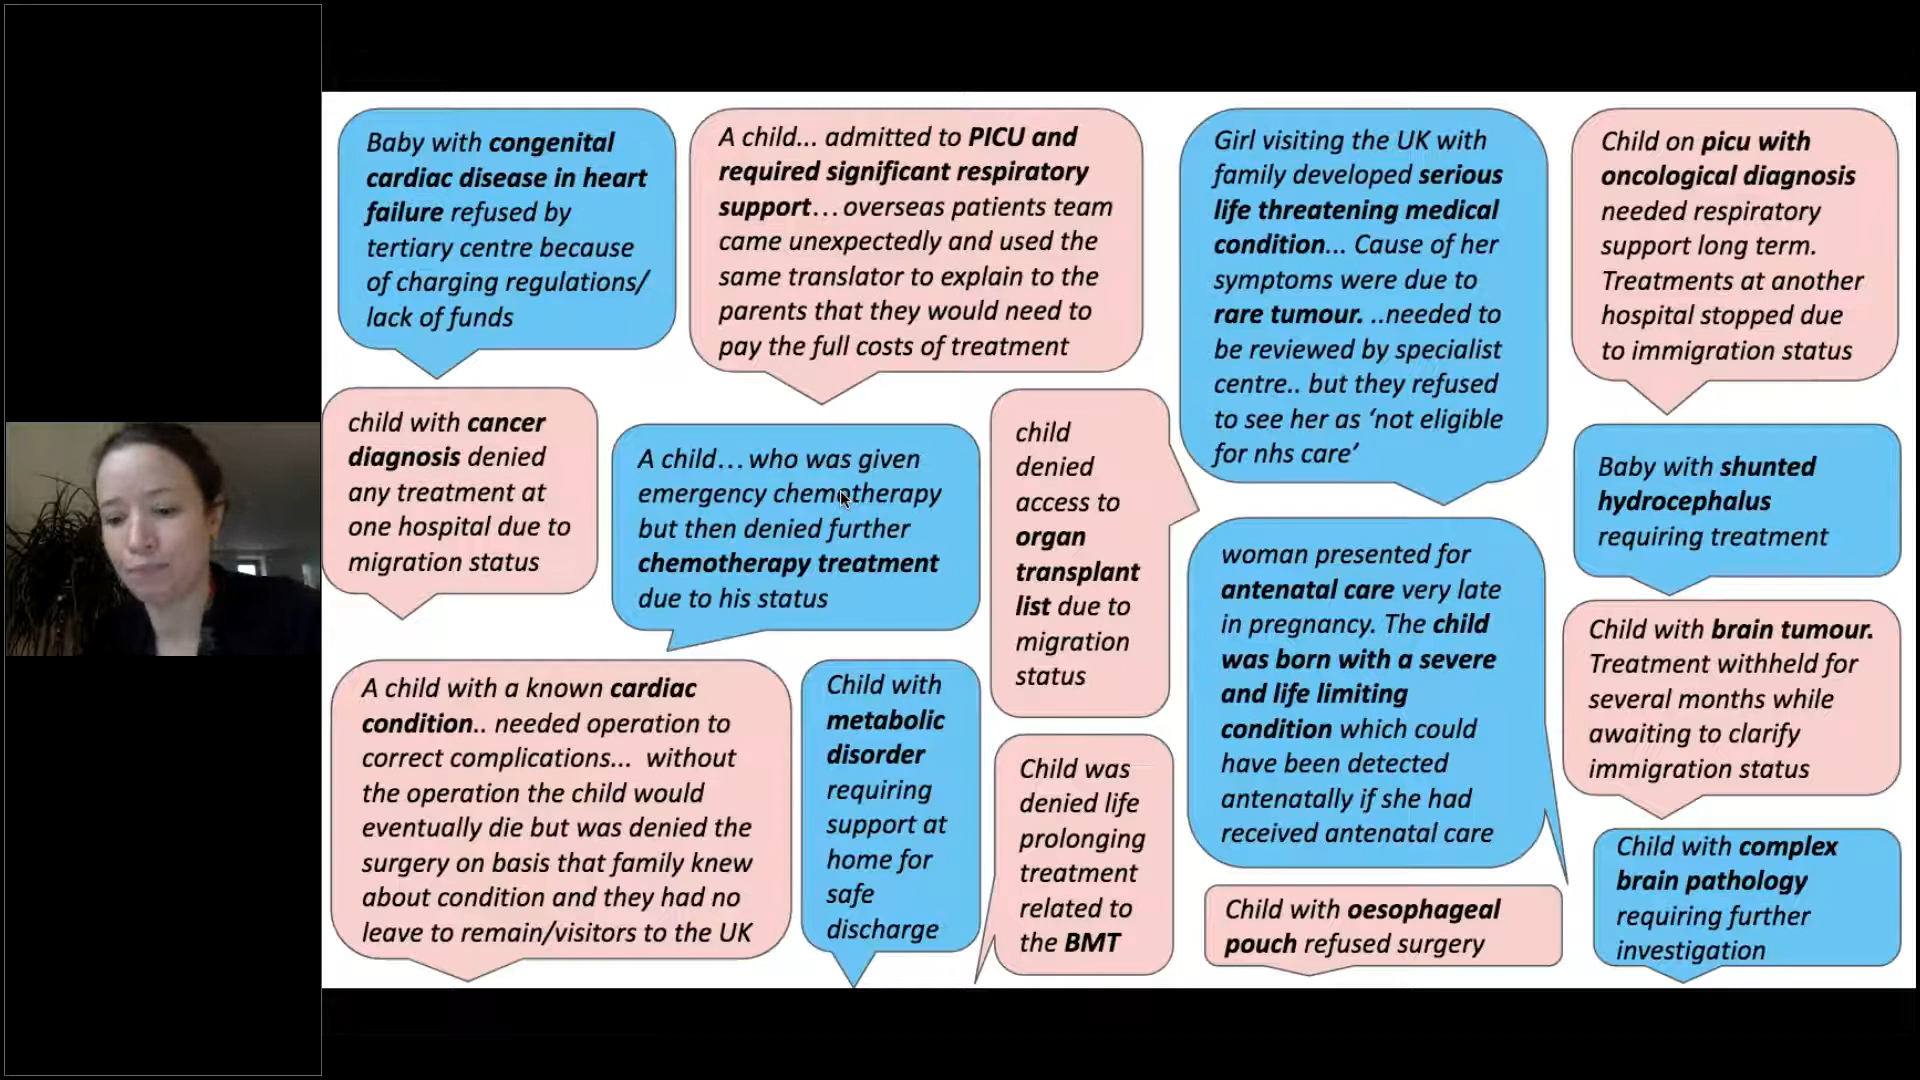 Baby with congenital
cardiac disease in heart
failure refused by
tertiary centre because
of charging regulations/
lack of funds
A child... admitted to PICU and
required significant respiratory
support...overseas patients team
came unexpectedly and used the
same translator to explain to the
parents that they would need to
pay the full costs of treatment
Girl visiting the UK with
family developed serious
life threatening medical
condition... Cause of her
symptoms were due to
rare tumour. ..needed to
be reviewed by specialist
centre.. but they refused
to see her as ‘not eligible
for nhs care’
Child on picu with
oncological diagnosis
needed respiratory
support long term.
Treatments at another
hospital stopped due
to immigration status
child with cancer
diagnosis denied
any treatment at
one hospital due to
migration status
A child...who was given
emergency chemotherapy
but then denied further
chemotherapy treatment
due to his status
child
denied
access to
organ
transplant
list due to
migration
status
Baby with shunted
hydrocephalus
requiring treatment
woman presented for
antenatal care very late
in pregnancy. The child
was born with a severe
and life limiting
condition which could
have been detected
antenatally if she had
received antenatal care
Child with brain tumour.
Treatment withheld for
several months while
awaiting to clarify
immigration status
A child with a known cardiac
condition.. needed operation to
correct complications... without
the operation the child would
eventually die but was denied the
surgery on basis that family knew
about condition and they had no
leave to remain/visitors to the UK
Child with
metabolic
disorder
requiring
support at
home for
safe
discharge
Child was
denied life
prolonging
treatment
related to
the BMT
Child with oesophageal
pouch refused surgery
Child with complex
brain pathology
requiring further
investigation